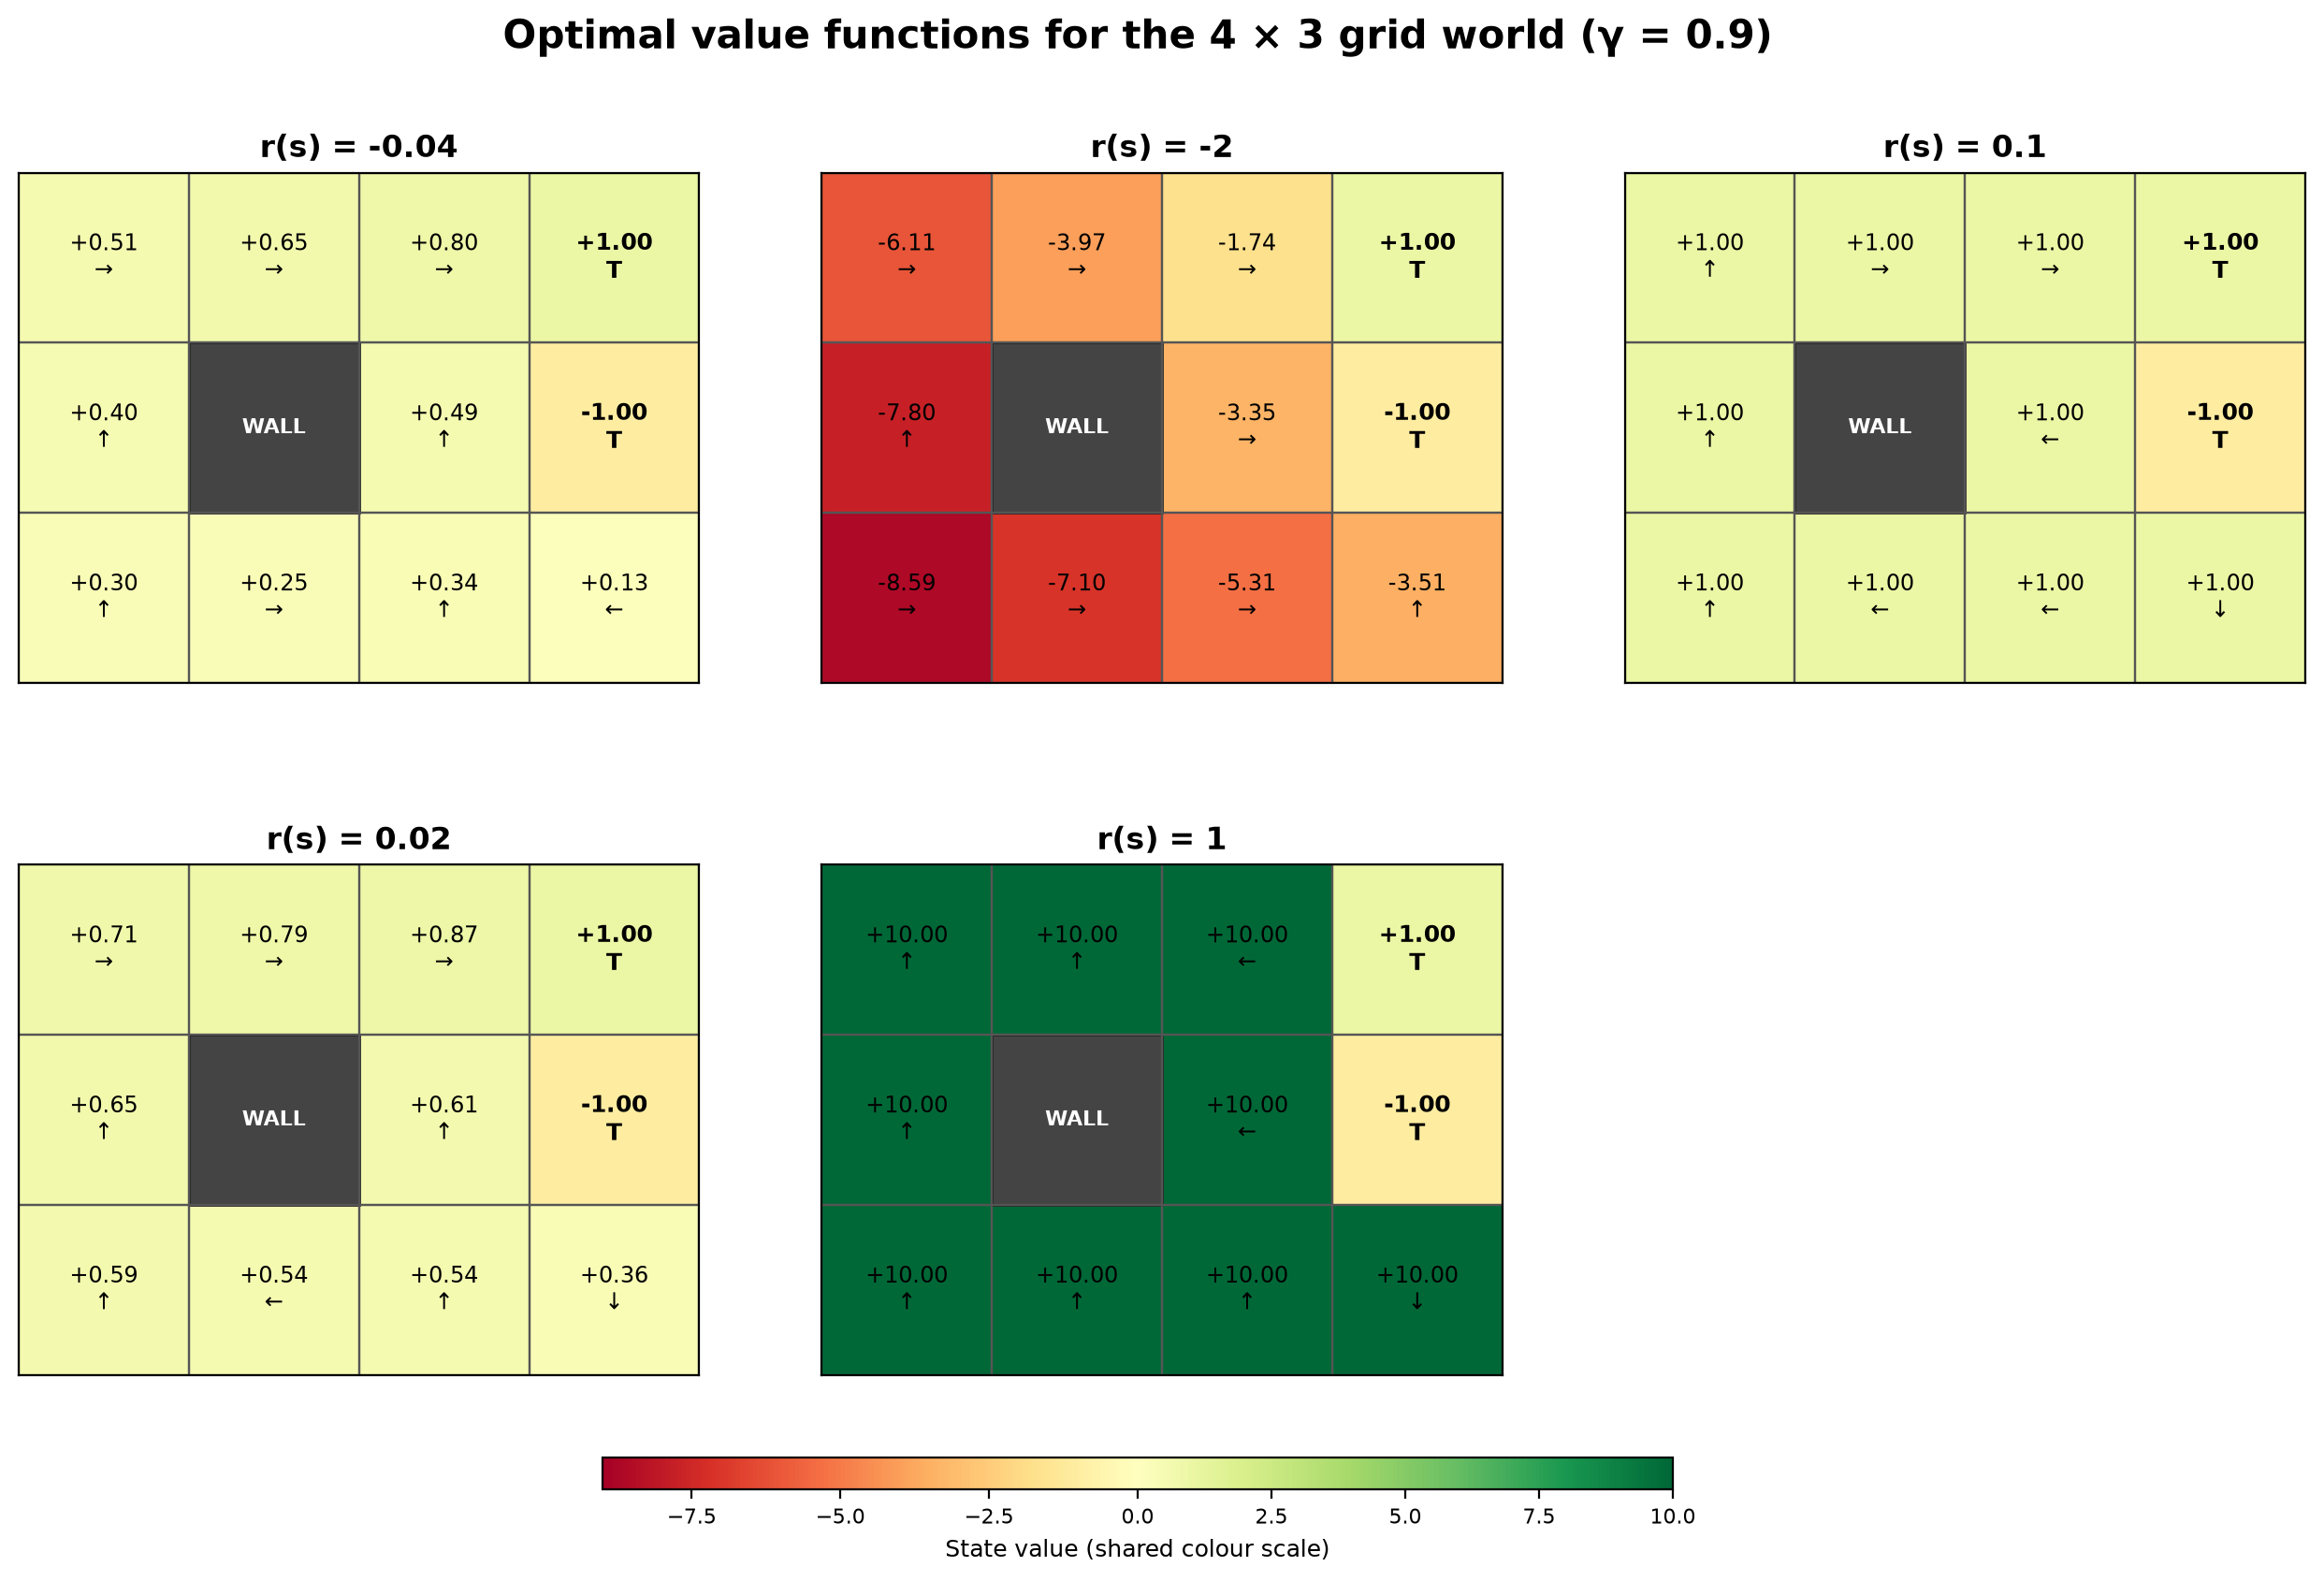 Optimal value functions for the 4 × 3 grid world (γ = 0.9)
r(s) = -0.04
+0.51 +0.65 +0.80 +1.00
→ → → T
+0.40 WALL +0.49 -1.00
↑ ↑ T
+0.30 +0.25 +0.34 +0.13
↑ → ↑ ←
r(s) = -2
-6.11 -3.97 -1.74 +1.00
→ → → T
-7.80 WALL -3.35 -1.00
↑ → T
-8.59 -7.10 -5.31 -3.51
→ → → ↑
r(s) = 0.1
+1.00 +1.00 +1.00 +1.00
↑ → → T
+1.00 WALL +1.00 -1.00
↑ ← T
+1.00 +1.00 +1.00 +1.00
↑ ← ← ↓
r(s) = 0.02
+0.71 +0.79 +0.87 +1.00
→ → → T
+0.65 WALL +0.61 -1.00
↑ ↑ T
+0.59 +0.54 +0.54 +0.36
↑ ← ↑ ↓
r(s) = 1
+10.00 +10.00 +10.00 +1.00
↑ ↑ ← T
+10.00 WALL +10.00 -1.00
↑ ← T
+10.00 +10.00 +10.00 +10.00
↑ ↑ ↑ ↓
−7.5 −5.0 −2.5 0.0 2.5 5.0 7.5 10.0
State value (shared colour scale)